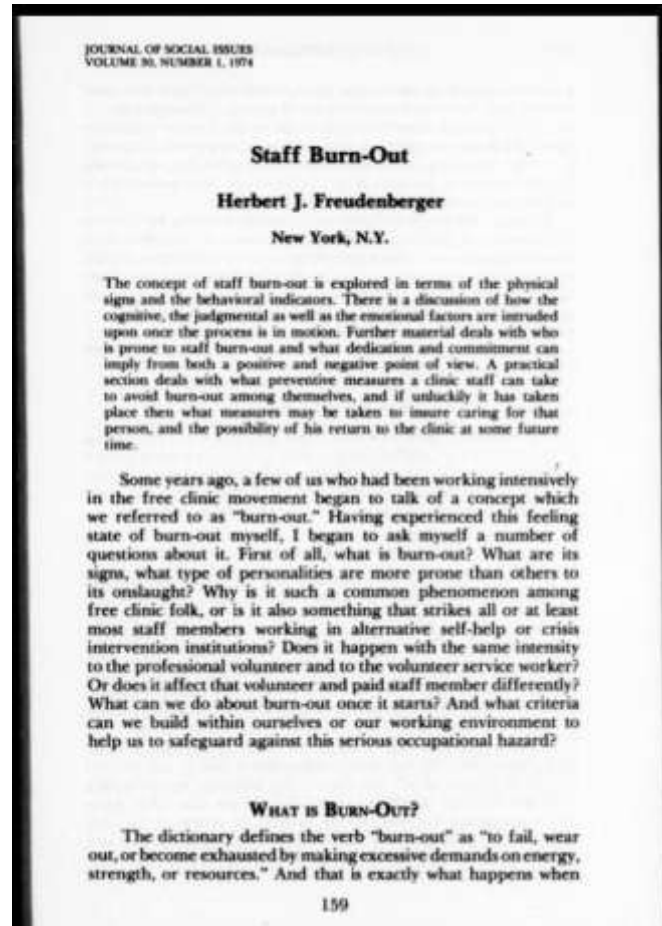 JOURNAL OF SOCIAL ISSUES
VOLUME 30, NUMBER 1, 1974
Staff Burn-Out
Herbert J. Freudenberger
New York, N.Y.
The concept of staff burn-out is explored in terms of the physical
signs and the behavioral indicators. There is a discussion of how the
cognitive, the judgmental as well as the emotional factors are intruded
upon once the process is in motion. Further material deals with who
is prone to staff burn-out and what dedication and commitment can
imply from both a positive and negative point of view. A practical
section deals with what preventive measures a clinic staff can take
to avoid burn-out among themselves, and if unluckily it has taken
place then what measures may be taken to insure caring for that
person, and the possibility of his return to the clinic at some future
time.
Some years ago, a few of us who had been working intensively
in the free clinic movement began to talk of a concept which
we referred to as "burn-out." Having experienced this feeling
state of burn-out myself, I began to ask myself a number of
questions about it. First of all, what is burn-out? What are its
signs, what type of personalities are more prone than others to
its onslaught? Why is it such a common phenomenon among
free clinic folk, or is it also something that strikes all or at least
most staff members working in alternative self-help or crisis
intervention institutions? Does it happen with the same intensity
to the professional volunteer and to the volunteer service worker?
Or does it affect that volunteer and paid staff member differently?
What can we do about burn-out once it starts? And what criteria
can we build within ourselves or our working environment to
help us to safeguard against this serious occupational hazard?
WHAT IS BURN-OUT?
The dictionary defines the verb "burn-out" as "to fail, wear
out, or become exhausted by making excessive demands on energy,
strength, or resources." And that is exactly what happens when
159